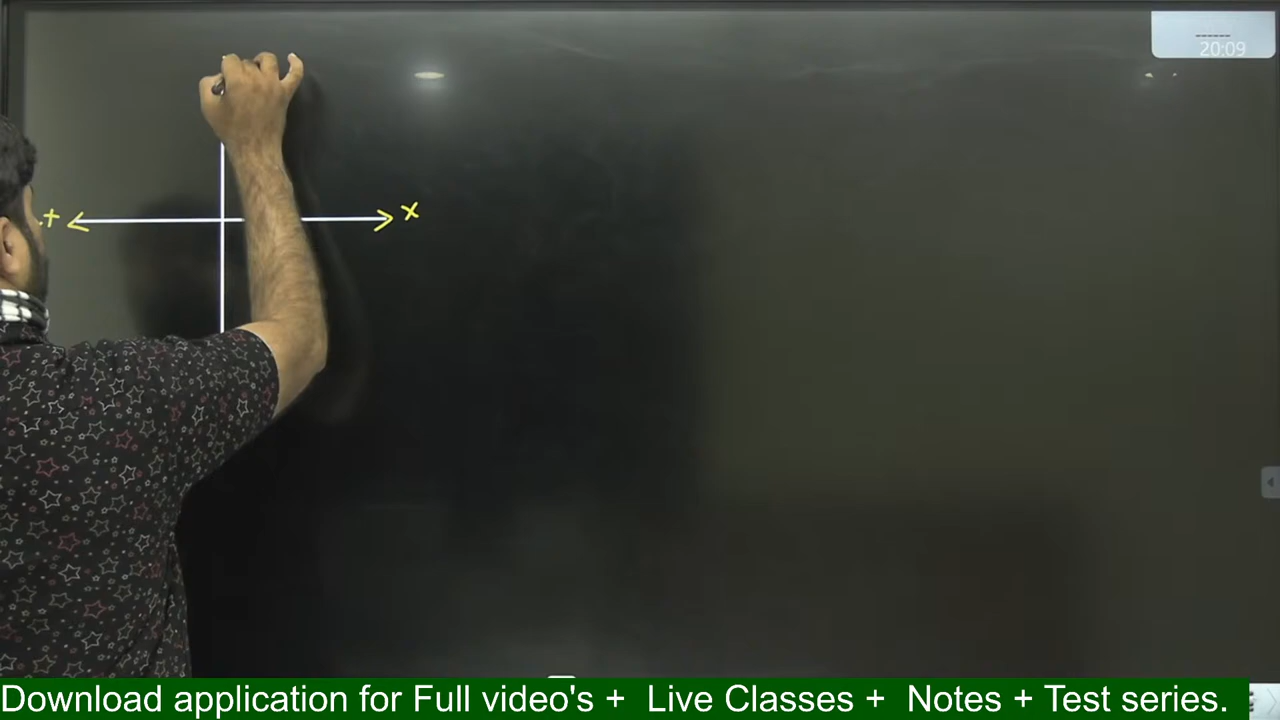 20:09
x
Download application for Full video's + Live Classes + Notes + Test series.